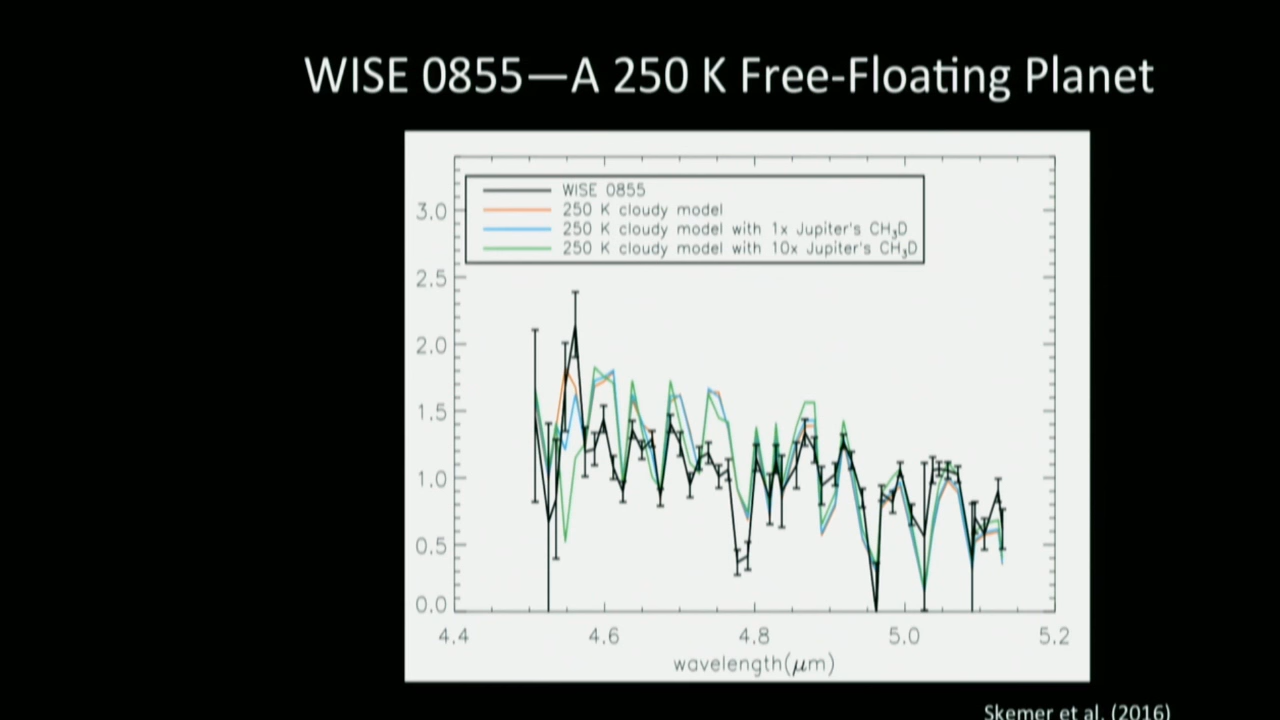 WISE 0855—A 250 K Free-Floating Planet
WISE 0855
250 K cloudy model
250 K cloudy model with 1x Jupiter's CH₃D
250 K cloudy model with 10x Jupiter's CH₃D
3.0
2.5
2.0
1.5
1.0
0.5
0.0
4.4 4.6 4.8 5.0 5.2
wavelength(μm)
Skemer et al. (2016)